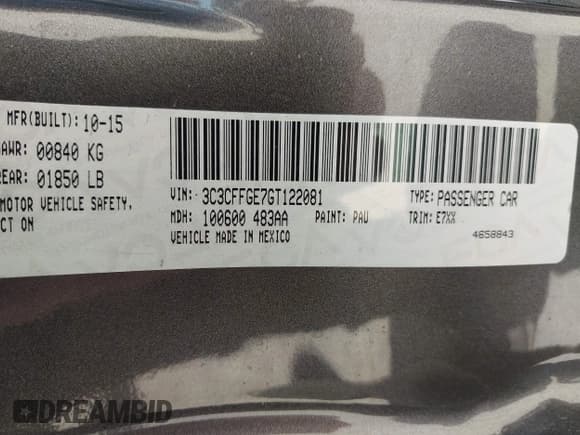 MFR(BUILT): 10-15
AWR: 00840 KG
REAR: 01850 LB
MOTOR VEHICLE SAFETY,
CT ON
VIN: 3C3CFFGE7GT122081
TYPE: PASSENGER CAR
MDH: 100600 483AA
PAINT: PAU
TRIM: E7XX
VEHICLE MADE IN MEXICO
4658843
DREAMBID